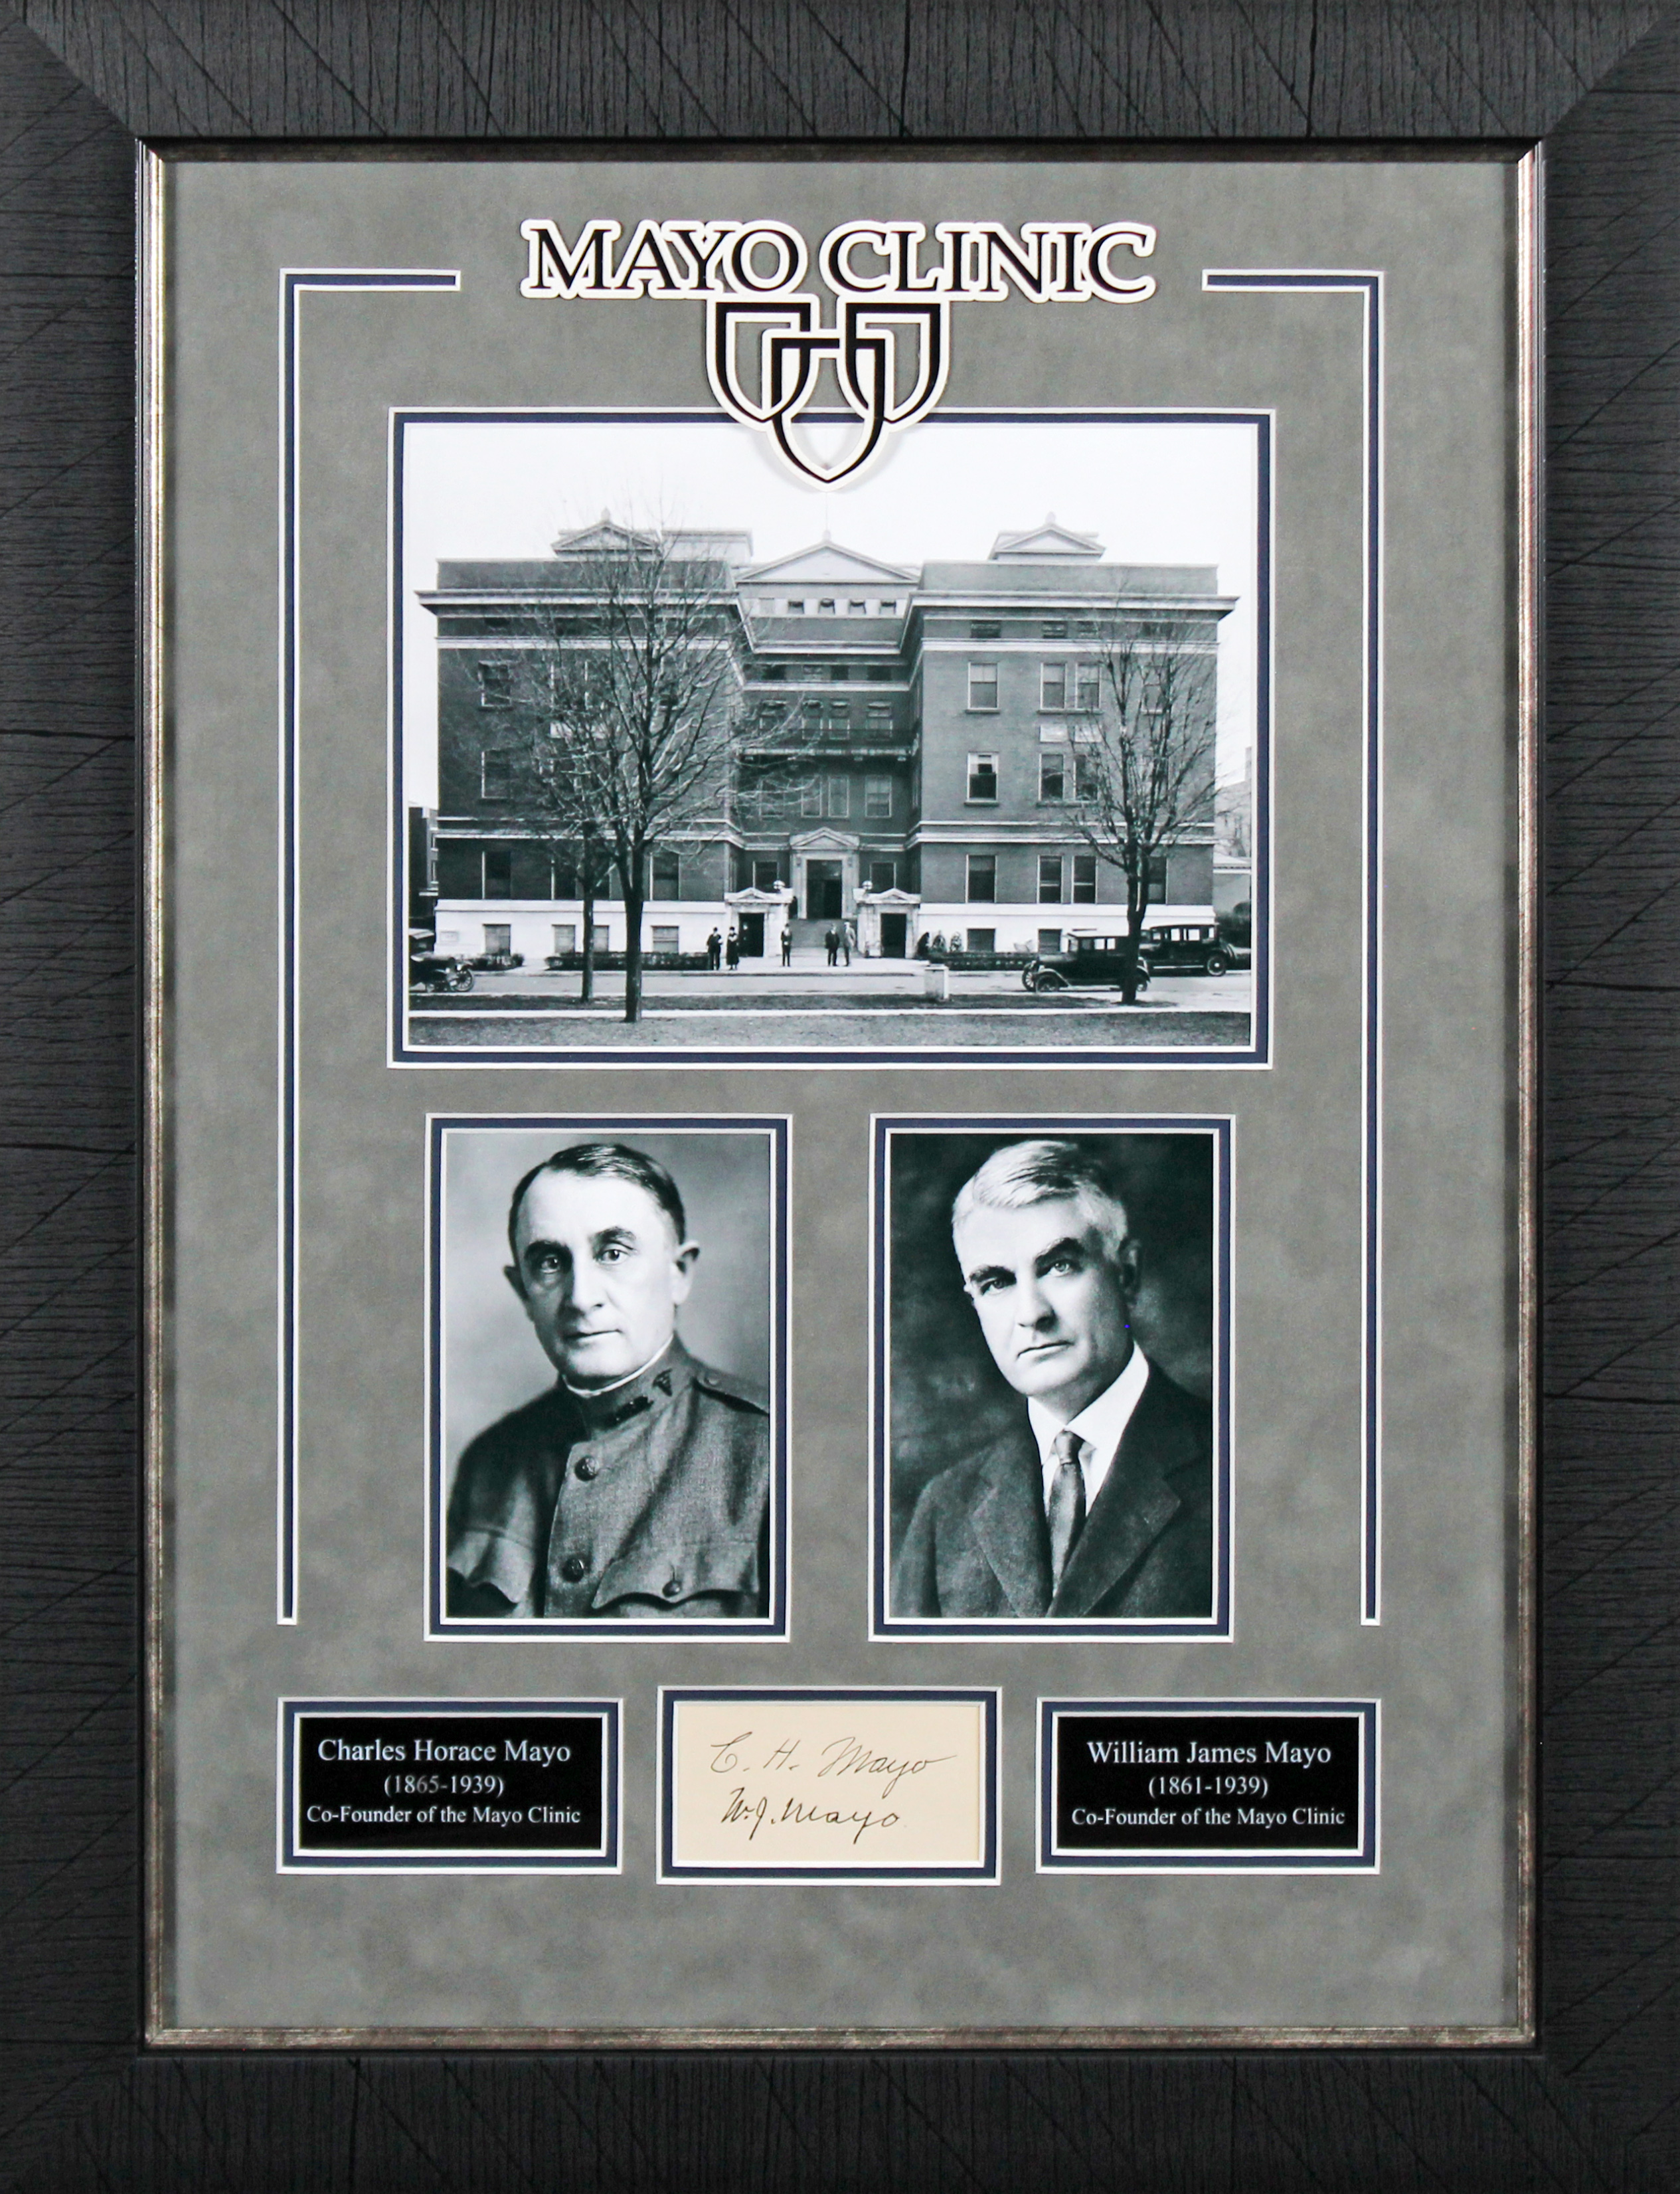 MAYO CLINIC
Charles Horace Mayo
(1865-1939)
Co-Founder of the Mayo Clinic
C. H. Mayo
W. J. Mayo
William James Mayo
(1861-1939)
Co-Founder of the Mayo Clinic